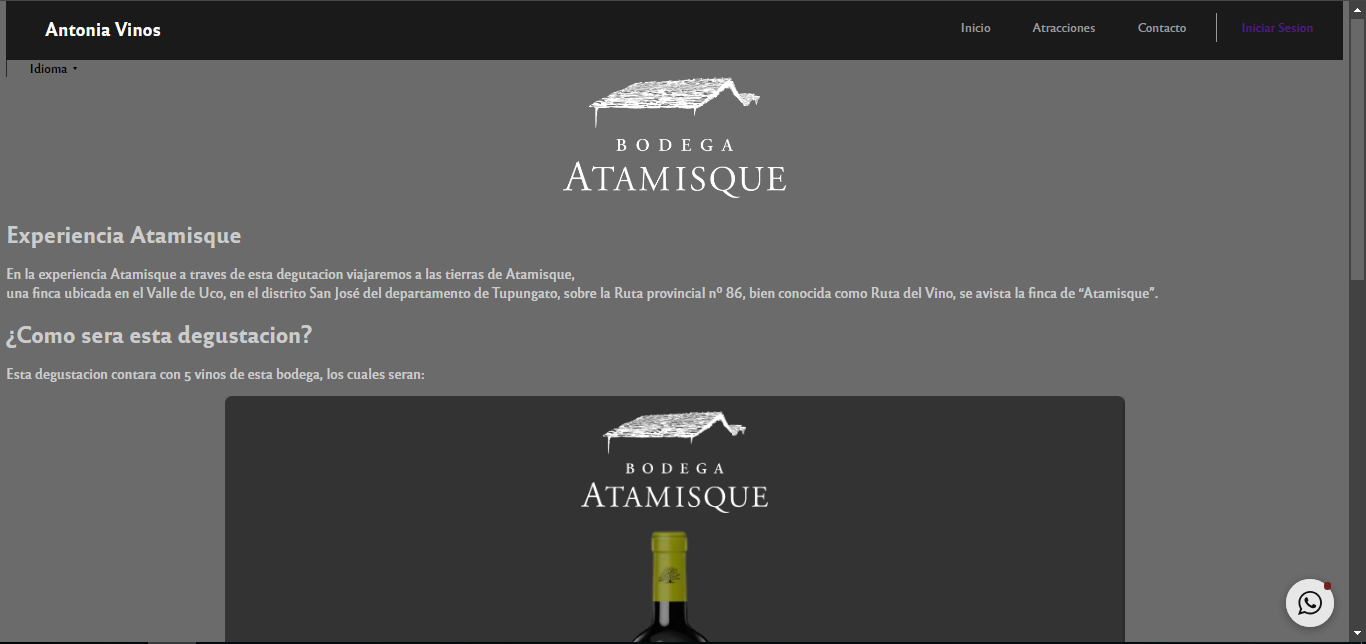 Antonia Vinos
Inicio
Atracciones
Contacto
Iniciar Sesion
Idioma
BODEGA
ATAMISQUE
Experiencia Atamisque
En la experiencia Atamisque a traves de esta degutacion viajaremos a las tierras de Atamisque,
una finca ubicada en el Valle de Uco, en el distrito San José del departamento de Tupungato, sobre la Ruta provincial nº 86, bien conocida como Ruta del Vino, se avista la finca de “Atamisque”.
¿Como sera esta degustacion?
Esta degustacion contara con 5 vinos de esta bodega, los cuales seran:
BODEGA
ATAMISQUE